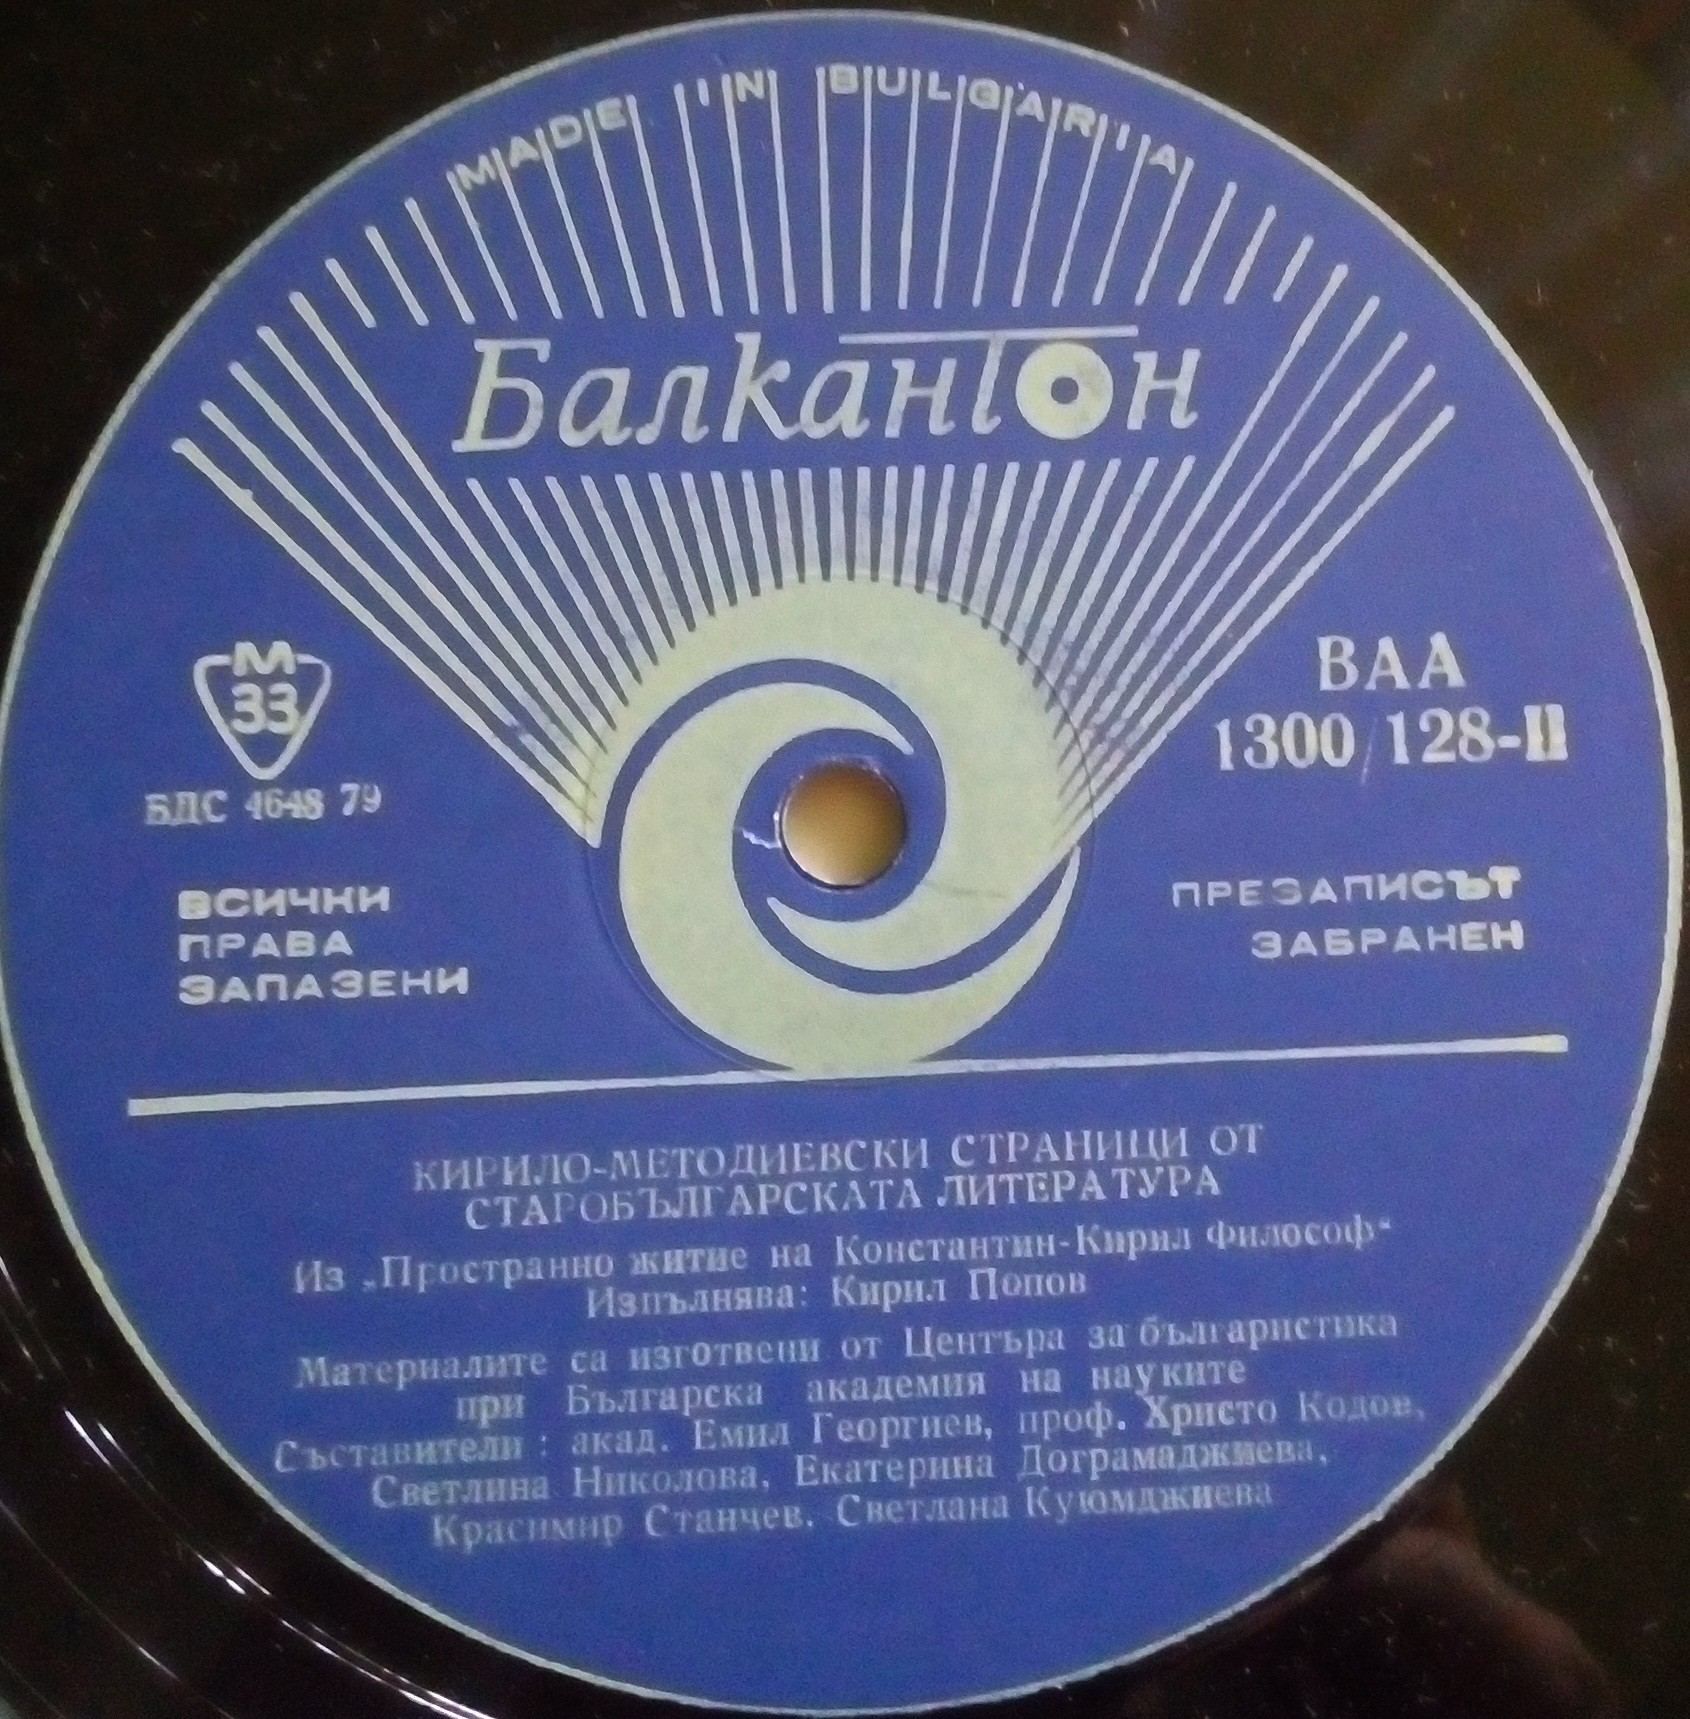 MADE IN BULGARIA
Балкантон
М
33
БДС 4648 79
ВАА
1300/128-II
ВСИЧКИ
ПРАВА
ЗАПАЗЕНИ
ПРЕЗАПИСЪТ
ЗАБРАНЕН
КИРИЛО-МЕТОДИЕВСКИ СТРАНИЦИ ОТ
СТАРОБЪЛГАРСКАТА ЛИТЕРАТУРА
Из „Пространно житие на Константин-Кирил Философ“
Изпълнява: Кирил Попов
Материалите са изготвени от Центъра за българистика
при Българска академия на науките
Съставители: акад. Емил Георгиев, проф. Христо Кодов,
Светлина Николова, Екатерина Дограмаджиева,
Красимир Станчев, Светлана Куюмджиева